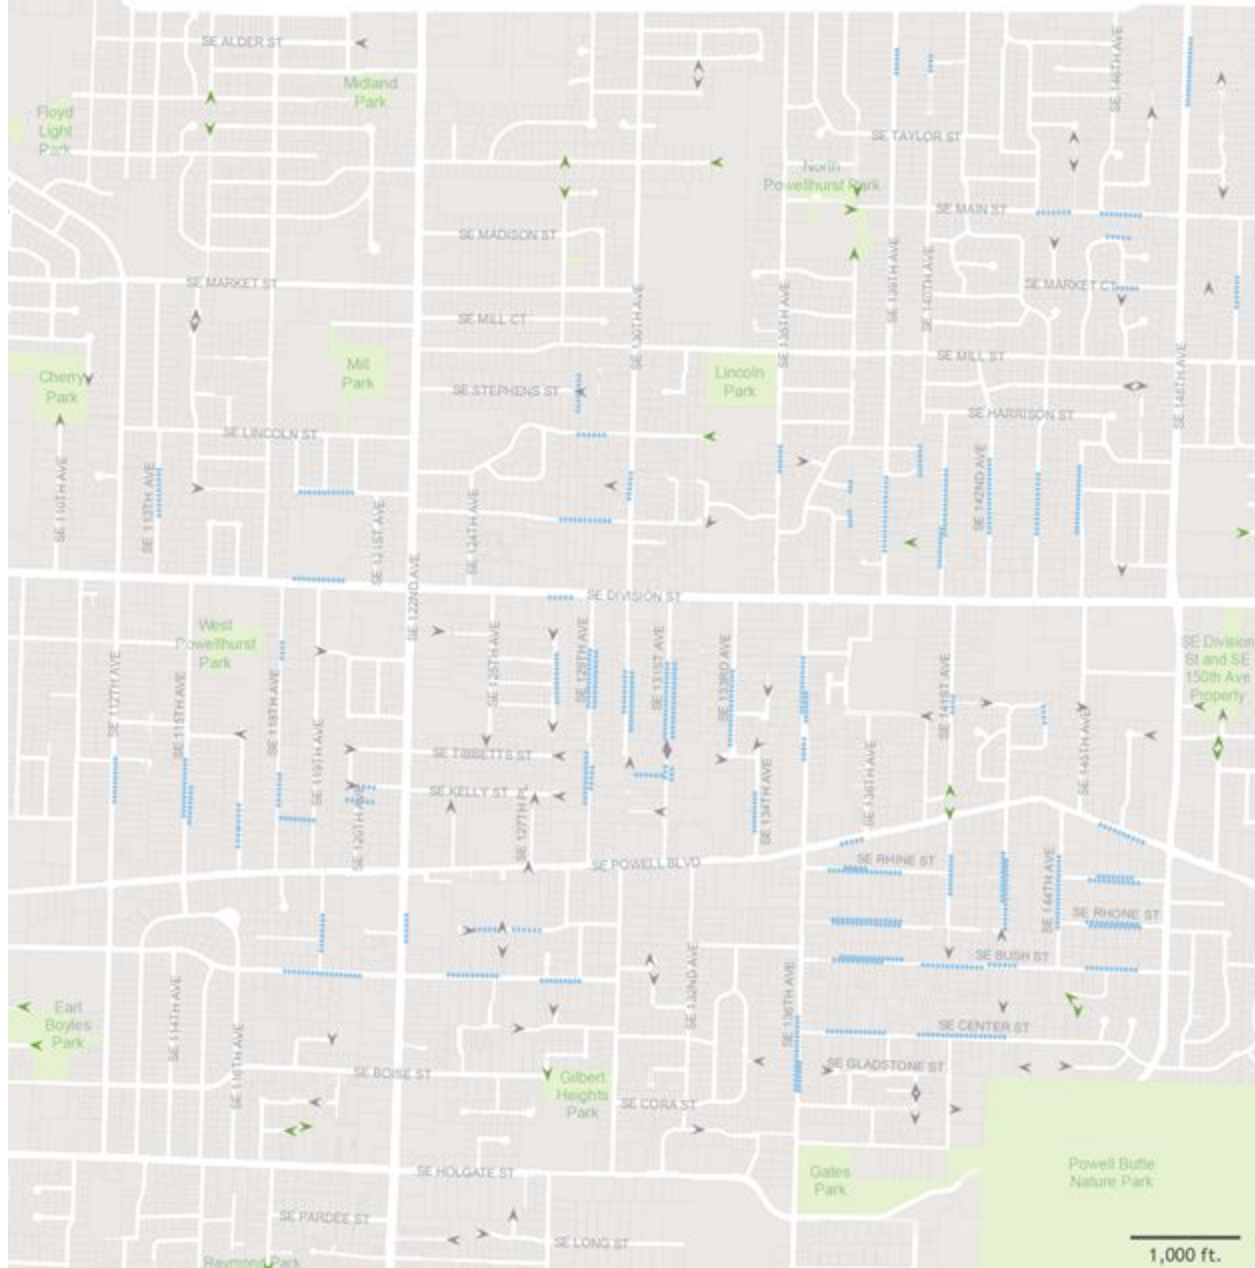 SE ALDER ST
SE 146TH AVE
Midland
Park
Floyd
Light
Park
SE TAYLOR ST
North
Powellhurst Park
SE MAIN ST
SE MADISON ST
SE MARKET ST
SE 130TH AVE
SE 135TH AVE
SE 139TH AVE
SE 140TH AVE
SE MARKET CT
SE MILL CT
SE MILL ST
SE 148TH AVE
Cherry
Park
Mill
Park
SE STEPHENS ST
Lincoln
Park
SE HARRISON ST
SE LINCOLN ST
SE 110TH AVE
SE 113TH AVE
SE 121ST AVE
SE 124TH AVE
SE 142ND AVE
SE 122ND AVE
SE DIVISION ST
West
Powellhurst
Park
SE Division
St and SE
150th Ave
Property
SE 112TH AVE
SE 115TH AVE
SE 118TH AVE
SE 119TH AVE
SE 125TH AVE
SE 129TH AVE
SE 131ST AVE
SE 133RD AVE
SE 141ST AVE
SE 145TH AVE
SE TIBBETTS ST
SE KELLY ST
SE 120TH AVE
SE 127TH PL
SE 134TH AVE
SE 138TH AVE
SE POWELL BLVD
SE RHINE ST
SE 144TH AVE
SE RHONE ST
SE BUSH ST
SE 114TH AVE
SE 116TH AVE
SE 132ND AVE
SE 136TH AVE
Earl
Boyles
Park
SE CENTER ST
SE BOISE ST
Gilbert
Heights
Park
SE GLADSTONE ST
SE CORA ST
SE HOLGATE ST
Gates
Park
Powell Butte
Nature Park
SE PARDEE ST
SE LONG ST
Raymond Park
1,000 ft.